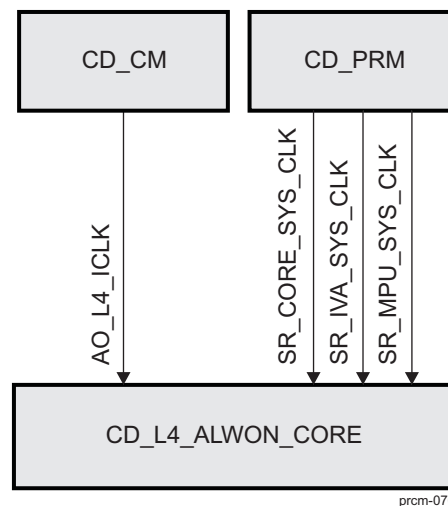 CD_CM
CD_PRM
AO_L4_ICLK
SR_CORE_SYS_CLK
SR_IVA_SYS_CLK
SR_MPU_SYS_CLK
CD_L4_ALWON_CORE
prcm-07